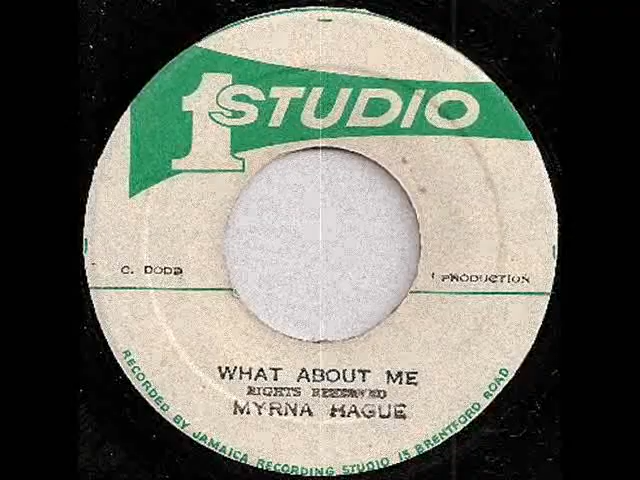 1 STUDIO
C. DODD
PRODUCTION
WHAT ABOUT ME
RIGHTS RESERVED
MYRNA HAGUE
RECORDED BY JAMAICA RECORDING STUDIO 13 BRENTFORD ROAD